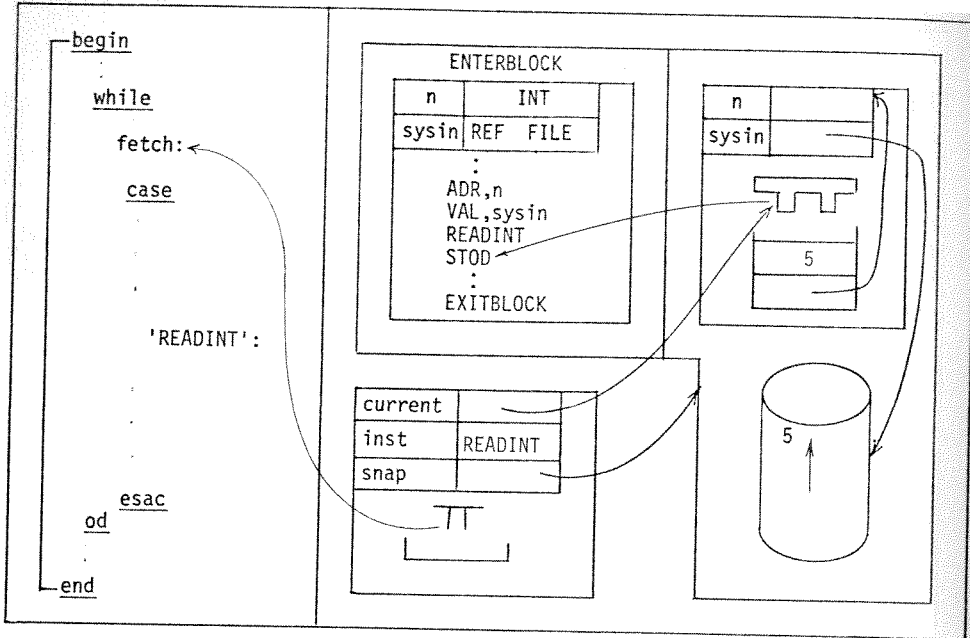 begin
.
.
while
fetch:
case
.
.
.
'READINT':
.
.
.
esac
od
.
.
end
ENTERBLOCK
n INT
sysin REF FILE
:
ADR,n
VAL,sysin
READINT
STOD
:
EXITBLOCK
n
sysin
5
current
inst READINT
snap
5